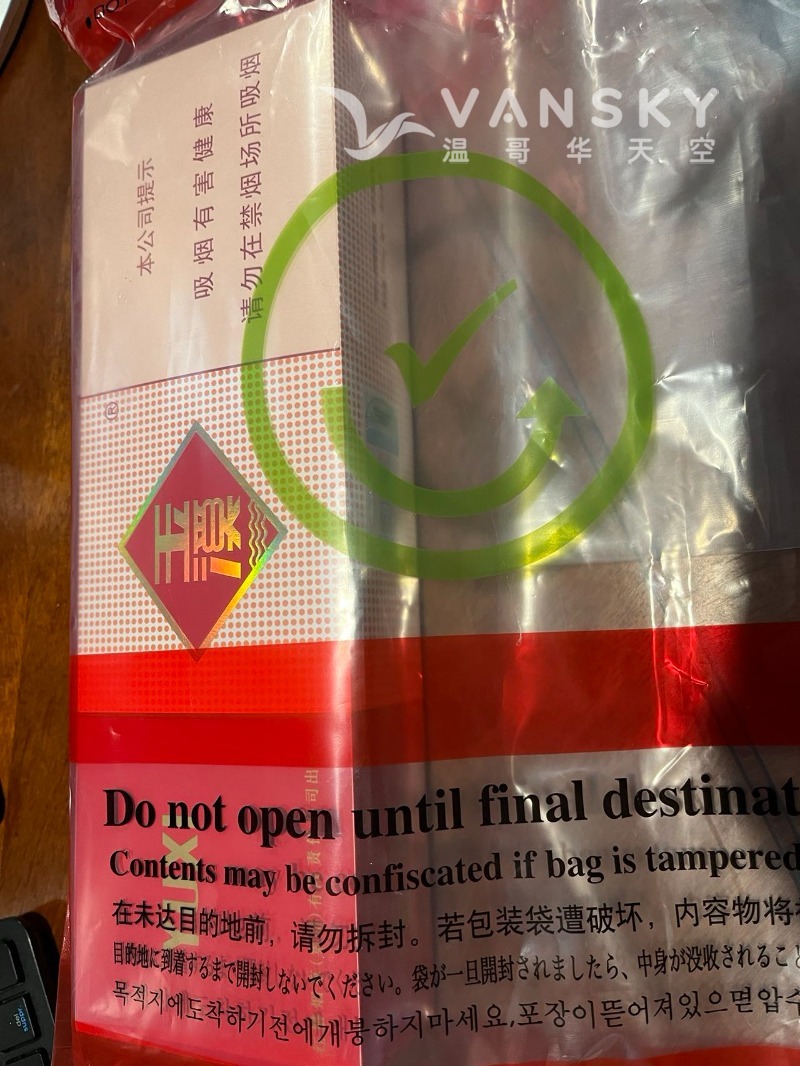 VANSKY
温哥华天空
本公司提示
吸烟有害健康
请勿在禁烟场所吸烟
®
玉溪
YUXI
Do not open until final destinat
Contents may be confiscated if bag is tampered
在未达目的地前，请勿拆封。若包装袋遭破坏，内容物将
目的地に到着するまで開封しないでください。袋が一旦開封されましたら、中身が没收されるこ
목적지에도착하기전에개봉하지마세요,포장이뜯어져있으면압수